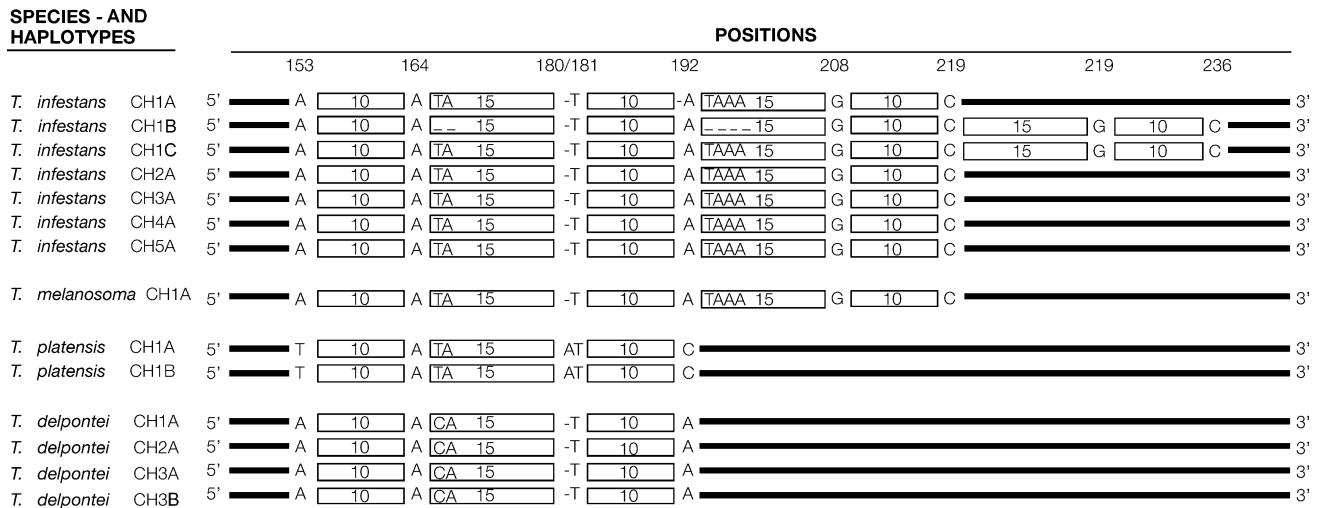 SPECIES - AND
HAPLOTYPES
POSITIONS
153 164 180/181 192 208 219 219 236
T. infestans CH1A 5' A 10 A TA 15 -T 10 -A TAAA 15 G 10 C 3'
T. infestans CH1B 5' A 10 A _ _ 15 -T 10 A _ _ _ _ 15 G 10 C 15 G 10 C 3'
T. infestans CH1C 5' A 10 A TA 15 -T 10 A TAAA 15 G 10 C 15 G 10 C 3'
T. infestans CH2A 5' A 10 A TA 15 -T 10 A TAAA 15 G 10 C 3'
T. infestans CH3A 5' A 10 A TA 15 -T 10 A TAAA 15 G 10 C 3'
T. infestans CH4A 5' A 10 A TA 15 -T 10 A TAAA 15 G 10 C 3'
T. infestans CH5A 5' A 10 A TA 15 -T 10 A TAAA 15 G 10 C 3'
T. melanosoma CH1A 5' A 10 A TA 15 -T 10 A TAAA 15 G 10 C 3'
T. platensis CH1A 5' T 10 A TA 15 AT 10 C 3'
T. platensis CH1B 5' T 10 A TA 15 AT 10 C 3'
T. delpontei CH1A 5' A 10 A CA 15 -T 10 A 3'
T. delpontei CH2A 5' A 10 A CA 15 -T 10 A 3'
T. delpontei CH3A 5' A 10 A CA 15 -T 10 A 3'
T. delpontei CH3B 5' A 10 A CA 15 -T 10 A 3'